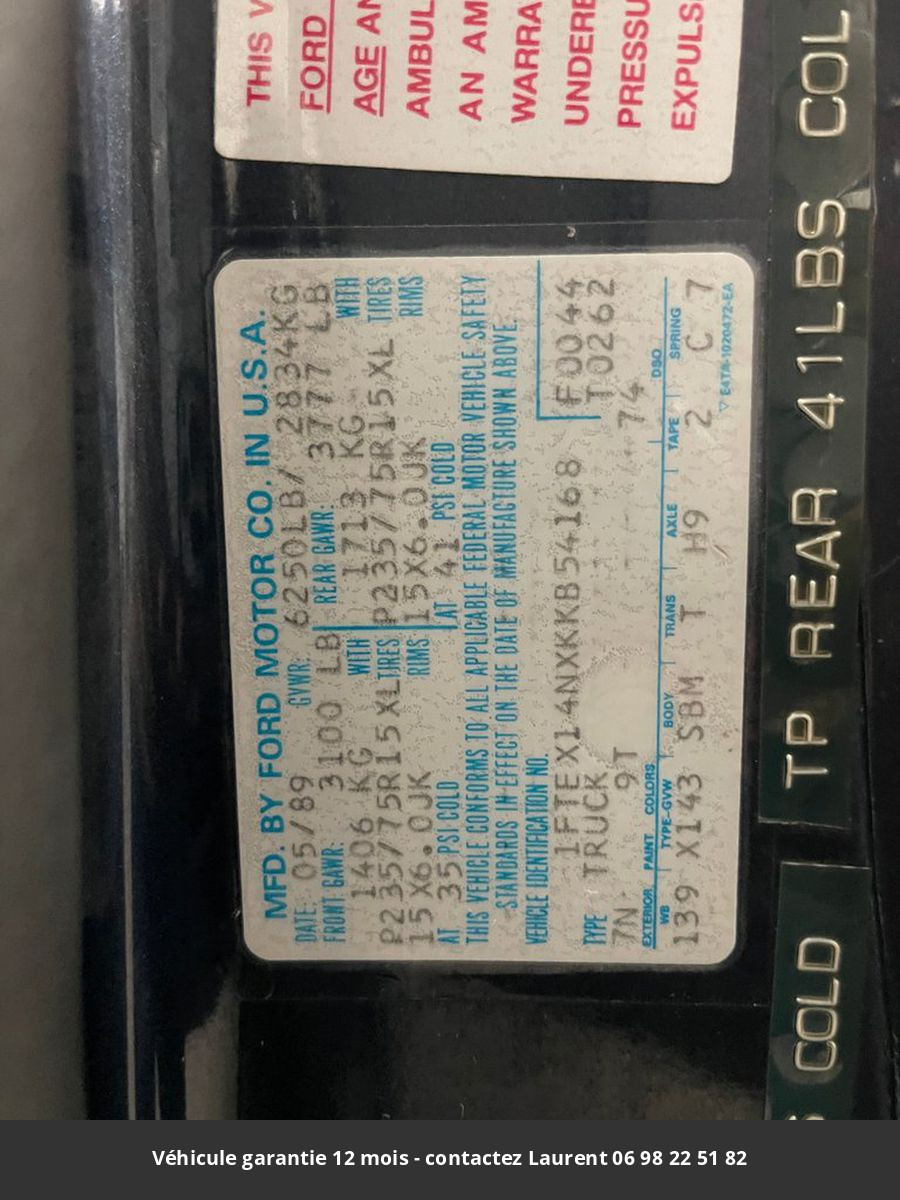 THIS V
FORD
AGE AN
AMBUL
AN AM
WARRA
UNDERE
PRESSU
EXPULS
MFD. BY FORD MOTOR CO. IN U.S.A.
DATE: 05/89 GVWR: 6250LB/ 2834KG
FRONT GAWR: 3100 LB REAR GAWR: 3777 LB
1406 KG WITH 1713 KG WITH
P235/75R15XL TIRES P235/75R15XL TIRES
15X6.0JK RIMS 15X6.0JK RIMS
AT 35 PSI COLD AT 41 PSI COLD
THIS VEHICLE CONFORMS TO ALL APPLICABLE FEDERAL MOTOR VEHICLE SAFETY
STANDARDS IN EFFECT ON THE DATE OF MANUFACTURE SHOWN ABOVE.
VEHICLE IDENTIFICATION NO.
1FTEX14NXKKB54168 F0044
TYPE TRUCK T0262
7N 9T 74
EXTERIOR PAINT COLORS DSO
WB TYPE-GVW BODY TRANS AXLE TAPE SPRING
139 X143 SBM T H9 2 C 7
▽ E4TA-1020472-EA
COLD
TP REAR 41LBS COL
Véhicule garantie 12 mois - contactez Laurent 06 98 22 51 82